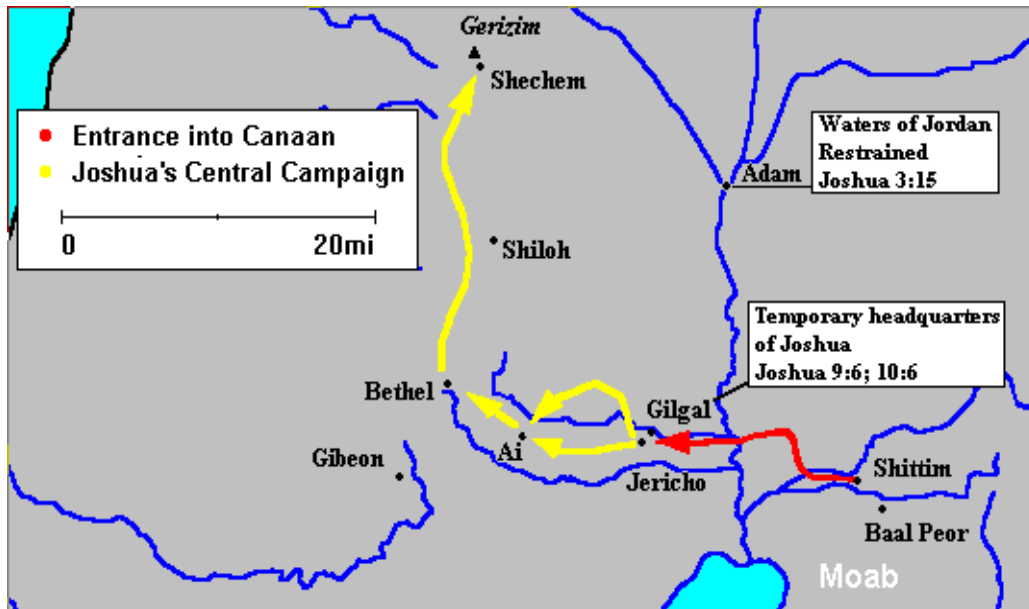 Gerizim
Shechem
Entrance into Canaan
Joshua's Central Campaign
0 20mi
Waters of Jordan
Restrained
Joshua 3:15
Adam
Shiloh
Temporary headquarters
of Joshua
Joshua 9:6; 10:6
Bethel
Gilgal
Ai
Gibeon
Jericho
Shittim
Baal Peor
Moab